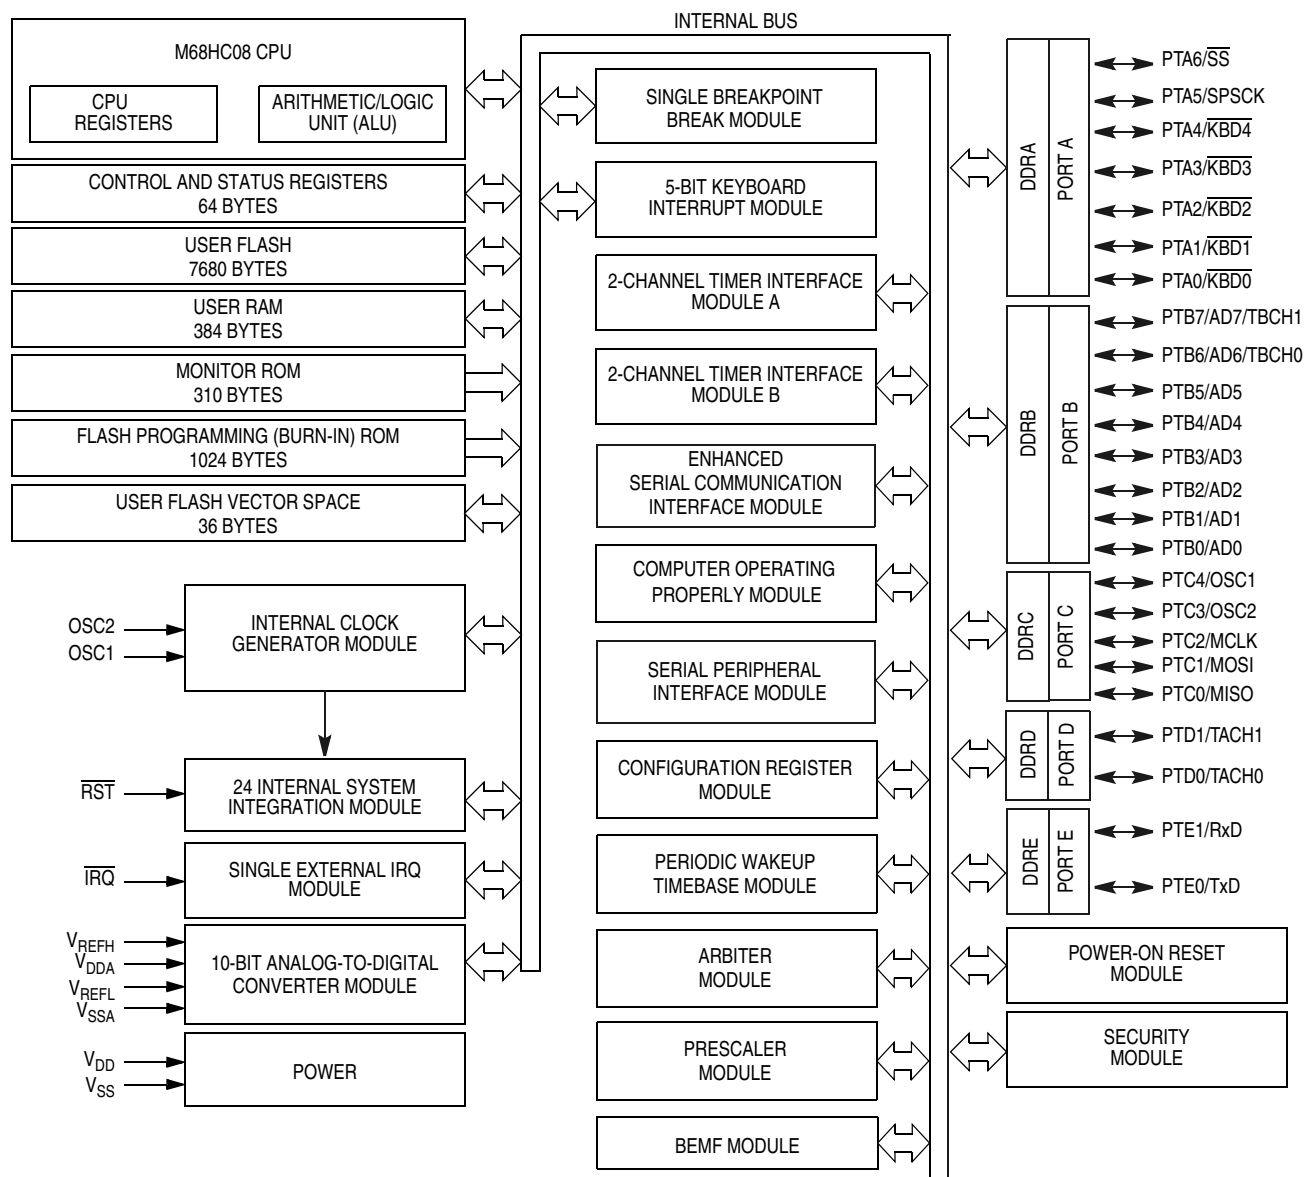 INTERNAL BUS
M68HC08 CPU
CPU
REGISTERS
ARITHMETIC/LOGIC
UNIT (ALU)
CONTROL AND STATUS REGISTERS
64 BYTES
USER FLASH
7680 BYTES
USER RAM
384 BYTES
MONITOR ROM
310 BYTES
FLASH PROGRAMMING (BURN-IN) ROM
1024 BYTES
USER FLASH VECTOR SPACE
36 BYTES
OSC2
OSC1
INTERNAL CLOCK
GENERATOR MODULE
RST
24 INTERNAL SYSTEM
INTEGRATION MODULE
IRQ
SINGLE EXTERNAL IRQ
MODULE
VREFH
VDDA
VREFL
VSSA
10-BIT ANALOG-TO-DIGITAL
CONVERTER MODULE
VDD
VSS
POWER
SINGLE BREAKPOINT
BREAK MODULE
5-BIT KEYBOARD
INTERRUPT MODULE
2-CHANNEL TIMER INTERFACE
MODULE A
2-CHANNEL TIMER INTERFACE
MODULE B
ENHANCED
SERIAL COMMUNICATION
INTERFACE MODULE
COMPUTER OPERATING
PROPERLY MODULE
SERIAL PERIPHERAL
INTERFACE MODULE
CONFIGURATION REGISTER
MODULE
PERIODIC WAKEUP
TIMEBASE MODULE
ARBITER
MODULE
PRESCALER
MODULE
BEMF MODULE
DDRA
PORT A
PTA6/SS
PTA5/SPSCK
PTA4/KBD4
PTA3/KBD3
PTA2/KBD2
PTA1/KBD1
PTA0/KBD0
DDRB
PORT B
PTB7/AD7/TBCH1
PTB6/AD6/TBCH0
PTB5/AD5
PTB4/AD4
PTB3/AD3
PTB2/AD2
PTB1/AD1
PTB0/AD0
DDRC
PORT C
PTC4/OSC1
PTC3/OSC2
PTC2/MCLK
PTC1/MOSI
PTC0/MISO
DDRD
PORT D
PTD1/TACH1
PTD0/TACH0
DDRE
PORT E
PTE1/RxD
PTE0/TxD
POWER-ON RESET
MODULE
SECURITY
MODULE